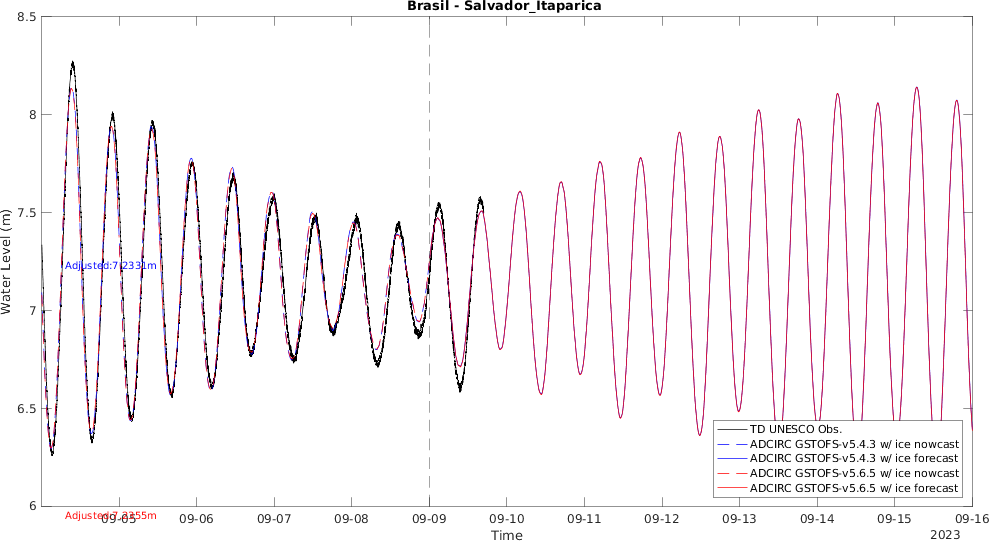 Brasil - Salvador_Itaparica
8.5
8
7.5
7
6.5
6
Water Level (m)
Adjusted:7.2331m
Adjusted:7.2355m
09-05
09-06
09-07
09-08
09-09
09-10
09-11
09-12
09-13
09-14
09-15
09-16
Time
2023
TD UNESCO Obs.
ADCIRC GSTOFS-v5.4.3 w/ ice nowcast
ADCIRC GSTOFS-v5.4.3 w/ ice forecast
ADCIRC GSTOFS-v5.6.5 w/ ice nowcast
ADCIRC GSTOFS-v5.6.5 w/ ice forecast